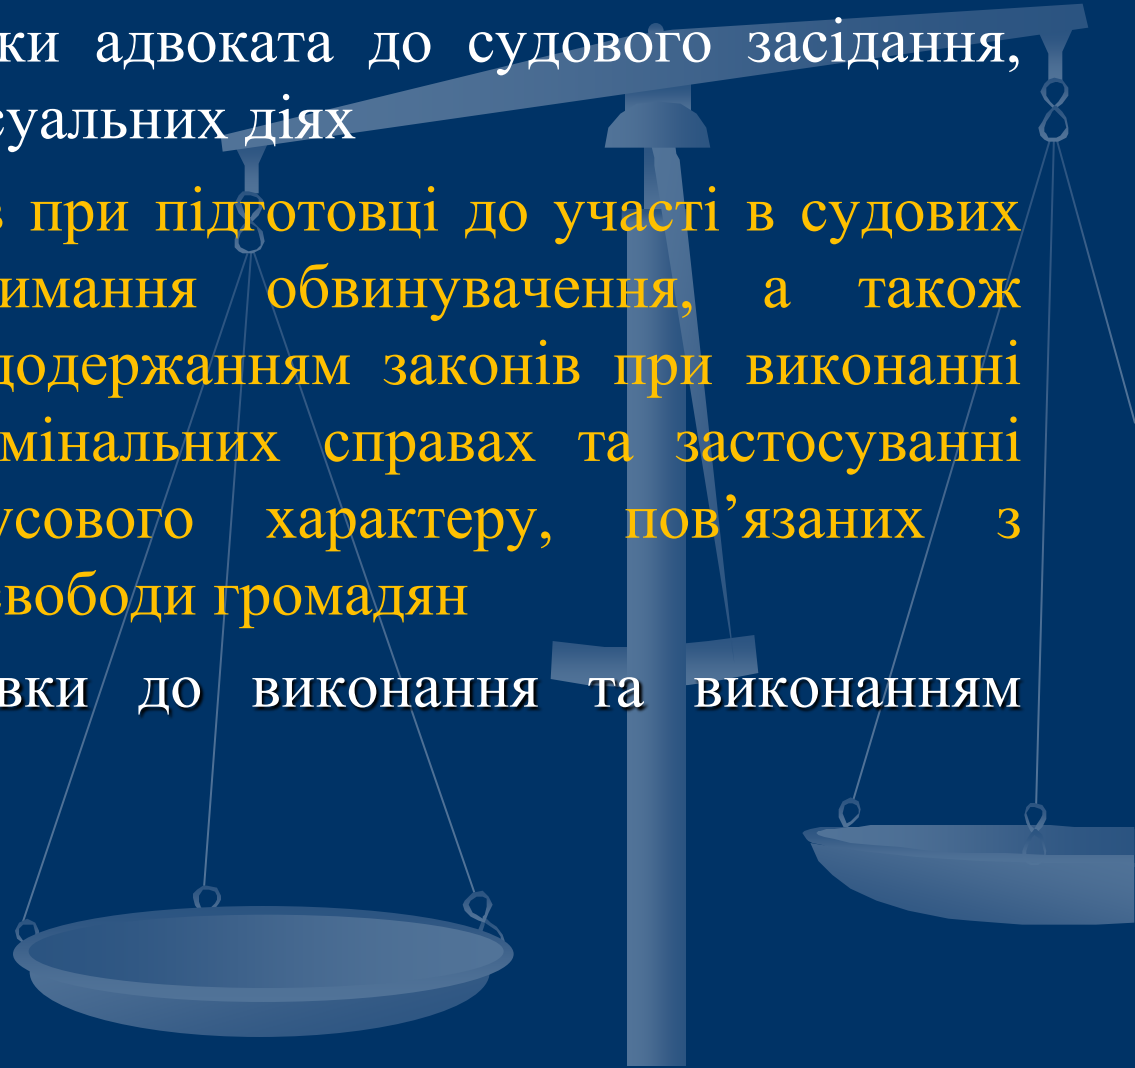 ки адвоката до судового засідання,
суальних діях
в при підготовці до участі в судових
имання обвинувачення, а також
додержанням законів при виконанні
мінальних справах та застосуванні
усового характеру, пов’язаних з
свободи громадян
вки до виконання та виконанням